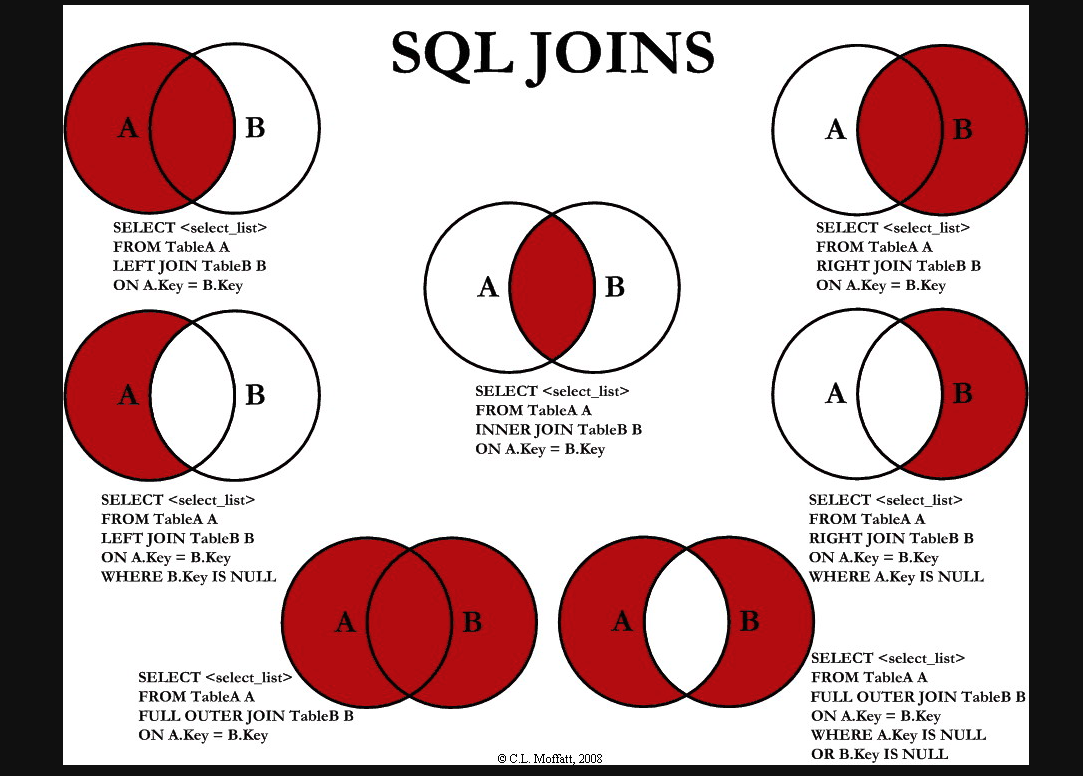 SQL JOINS
A B
SELECT <select_list>
FROM TableA A
LEFT JOIN TableB B
ON A.Key = B.Key
A B
SELECT <select_list>
FROM TableA A
RIGHT JOIN TableB B
ON A.Key = B.Key
A B
SELECT <select_list>
FROM TableA A
INNER JOIN TableB B
ON A.Key = B.Key
A B
SELECT <select_list>
FROM TableA A
LEFT JOIN TableB B
ON A.Key = B.Key
WHERE B.Key IS NULL
A B
SELECT <select_list>
FROM TableA A
RIGHT JOIN TableB B
ON A.Key = B.Key
WHERE A.Key IS NULL
A B
SELECT <select_list>
FROM TableA A
FULL OUTER JOIN TableB B
ON A.Key = B.Key
A B
SELECT <select_list>
FROM TableA A
FULL OUTER JOIN TableB B
ON A.Key = B.Key
WHERE A.Key IS NULL
OR B.Key IS NULL
© C.L. Moffatt, 2008